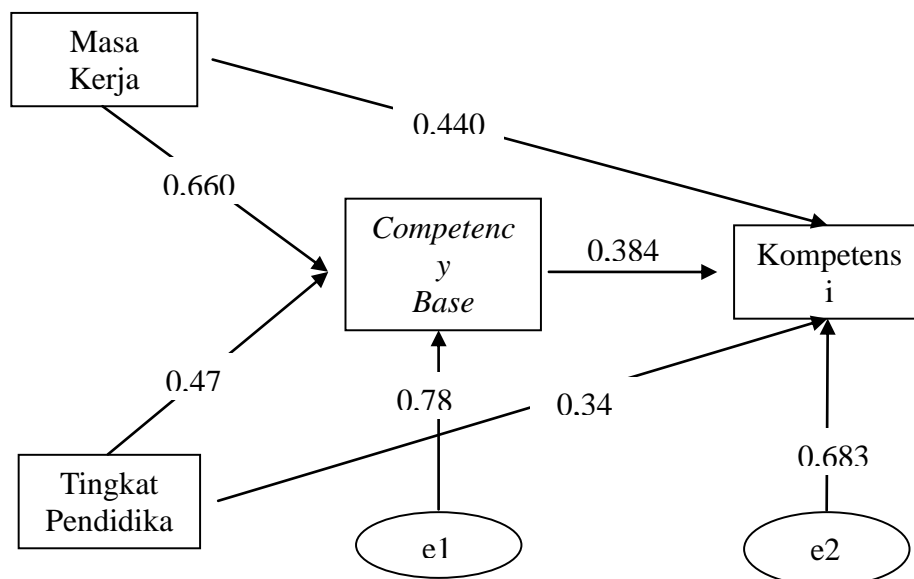 Masa
Kerja
0.440
0.660
Competenc
y
Base
0.384
Kompetens
i
0.47
0.78
0.34
0.683
Tingkat
Pendidika
e1
e2